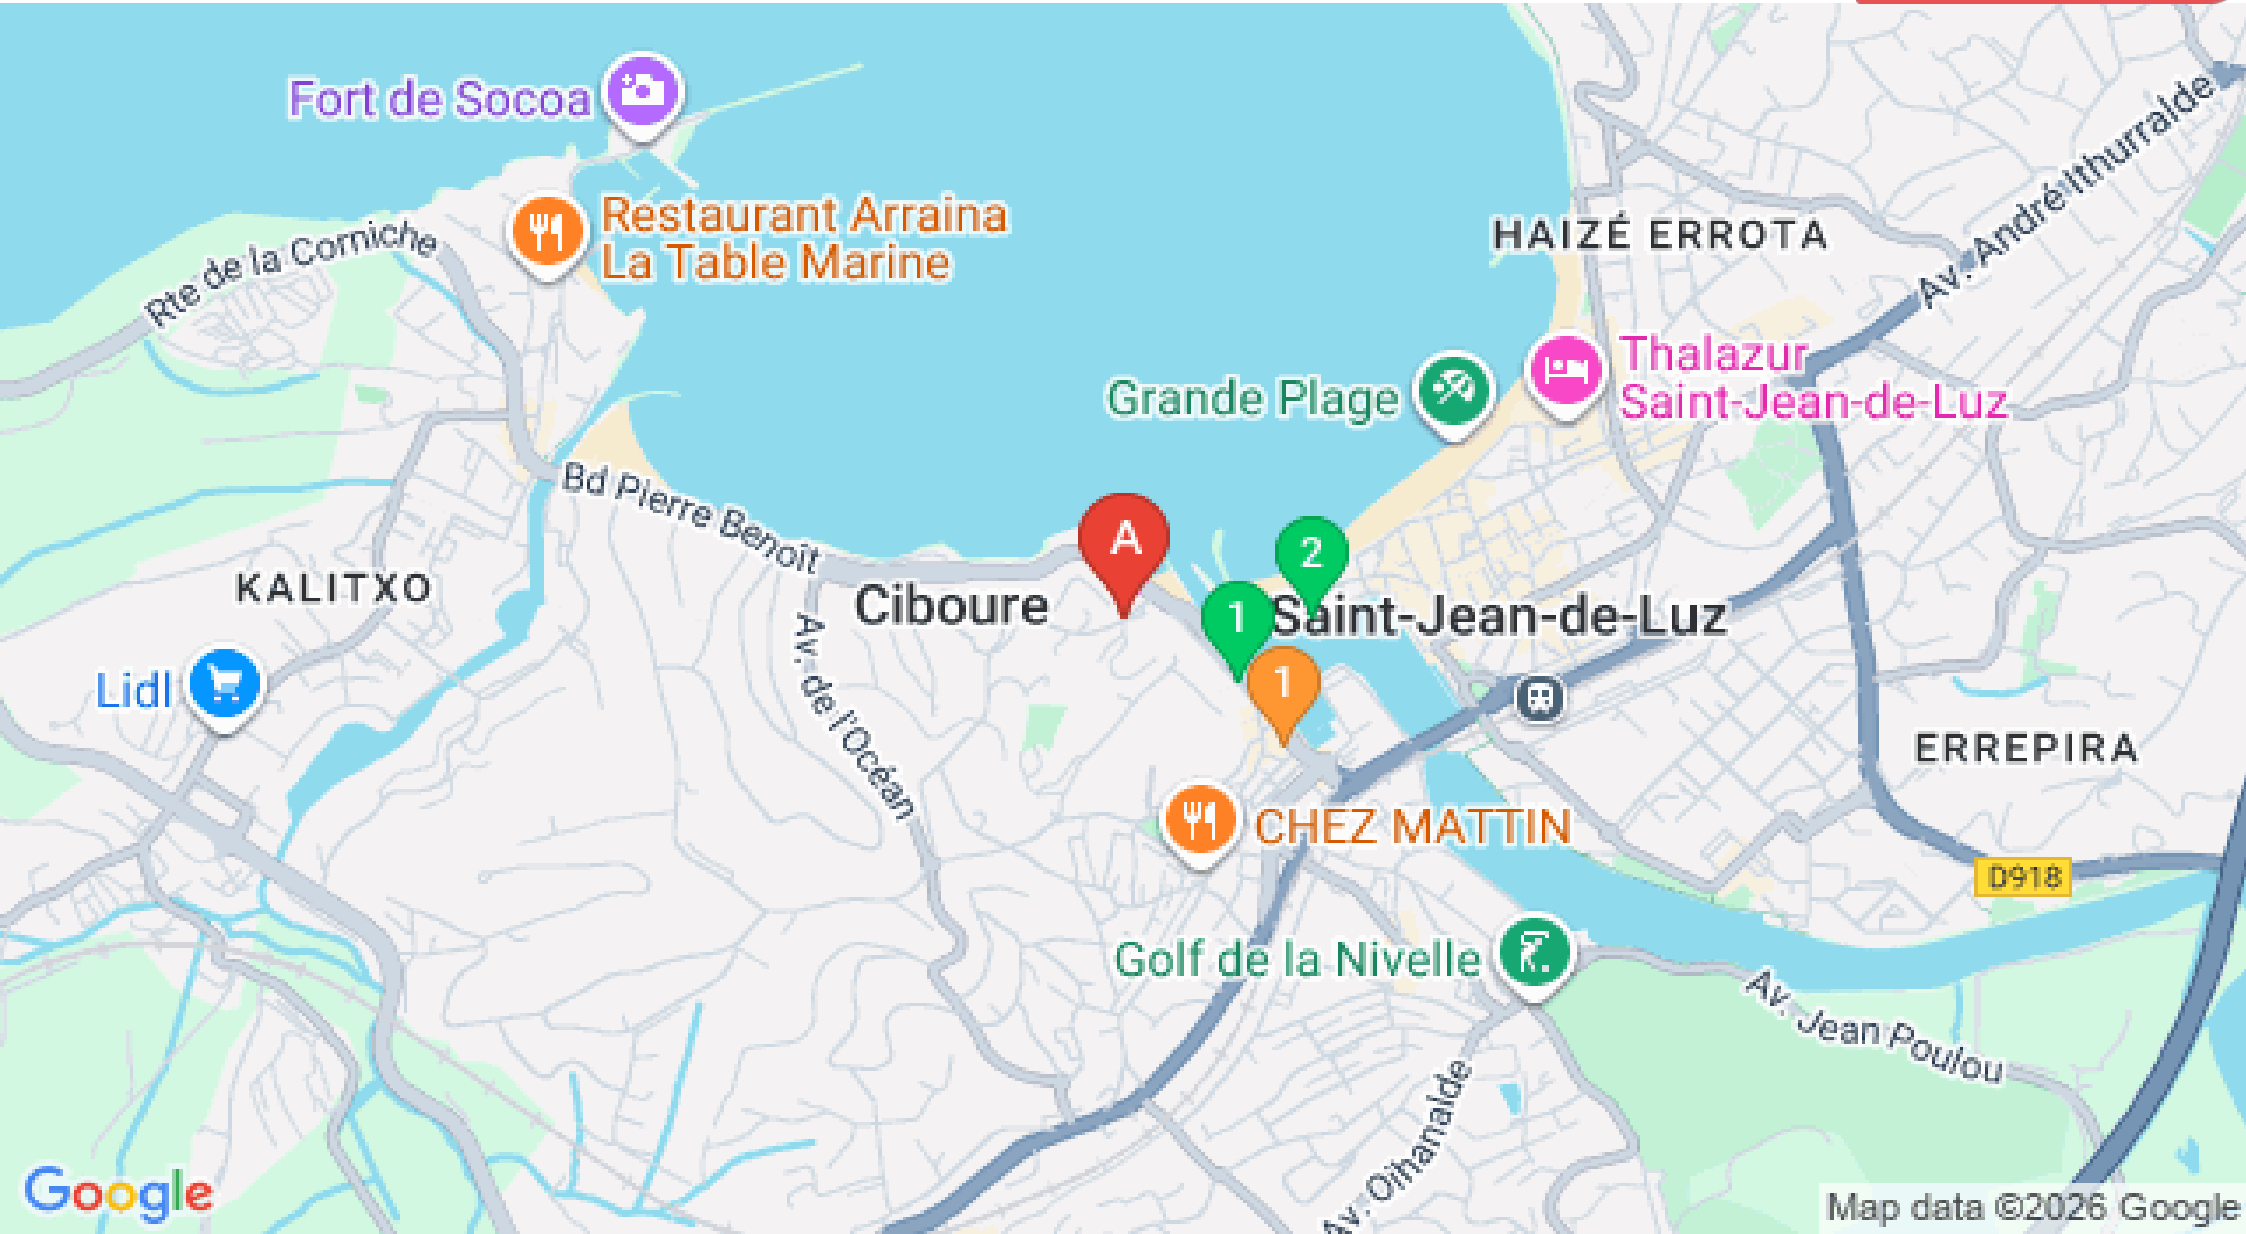 Fort de Socoa
Restaurant Arraina
La Table Marine
Rte de la Corniche
HAIZÉ ERROTA
Av. André Ithurralde
Thalazur
Saint-Jean-de-Luz
Grande Plage
Bd Pierre Benoît
A
2
KALITXO
Ciboure
1
Saint-Jean-de-Luz
Lidl
1
Av. de l'Océan
ERREPIRA
CHEZ MATTIN
D918
Golf de la Nivelle
Av. Jean Poulou
Av. Oihanalde
Google
Map data ©2026 Google